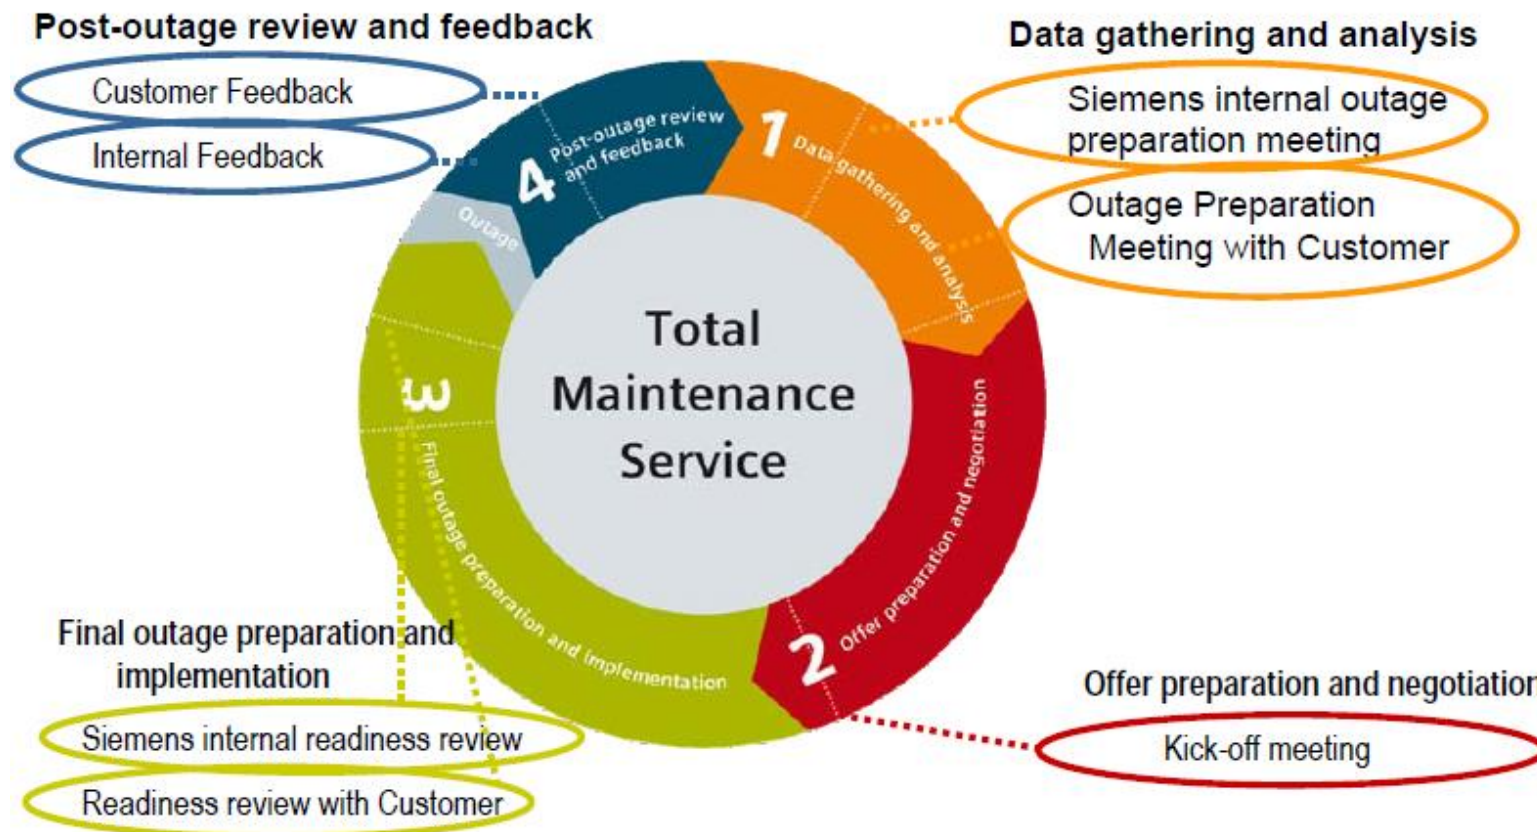 Post-outage review and feedback
Customer Feedback
Internal Feedback
Data gathering and analysis
Siemens internal outage
preparation meeting
Outage Preparation
Meeting with Customer
1
Data gathering and analysis
2
Offer preparation and negotiation
3
Final outage preparation and implementation
Outage
4
Post-outage review
and feedback
Total
Maintenance
Service
Final outage preparation and
implementation
Siemens internal readiness review
Readiness review with Customer
Offer preparation and negotiation
Kick-off meeting